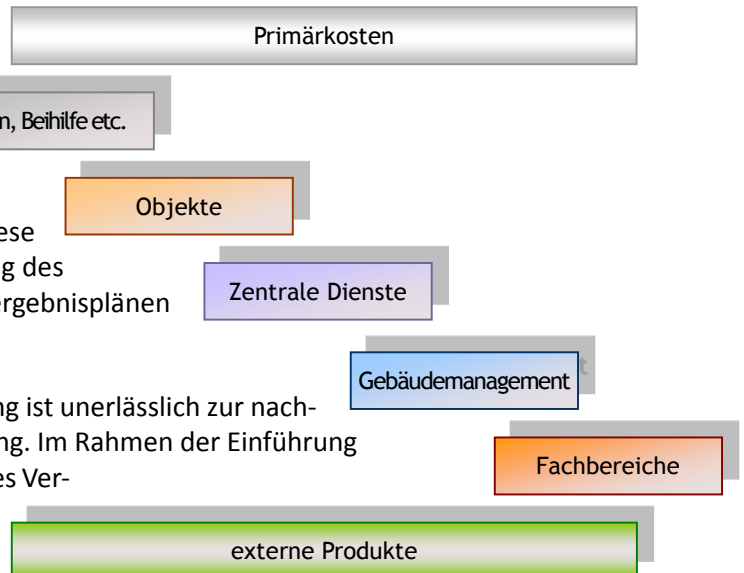 Primärkosten
n, Beihilfe etc.
Objekte
ese
g des
ergebnisplänen
Zentrale Dienste
Gebäudemanagement
t
ng ist unerlässlich zur nach-
ng. Im Rahmen der Einführung
es Ver-
Fachbereiche
externe Produkte